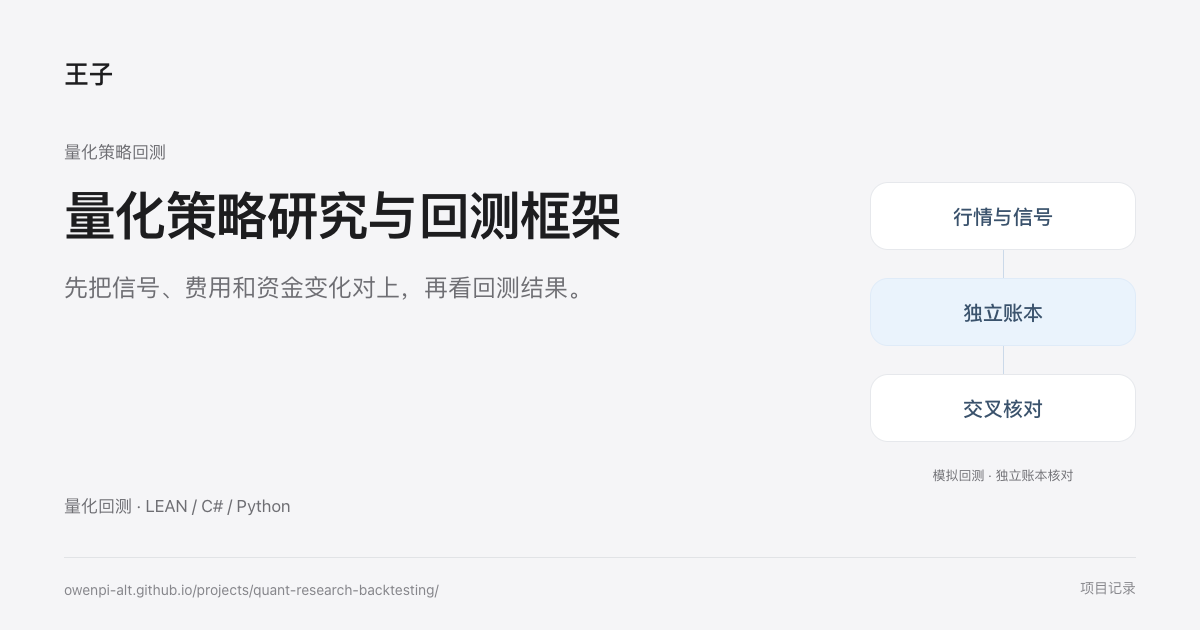 王子
量化策略回测
量化策略研究与回测框架
先把信号、费用和资金变化对上，再看回测结果。
行情与信号
独立账本
交叉核对
模拟回测 · 独立账本核对
量化回测 · LEAN / C# / Python
owenpi-alt.github.io/projects/quant-research-backtesting/
项目记录